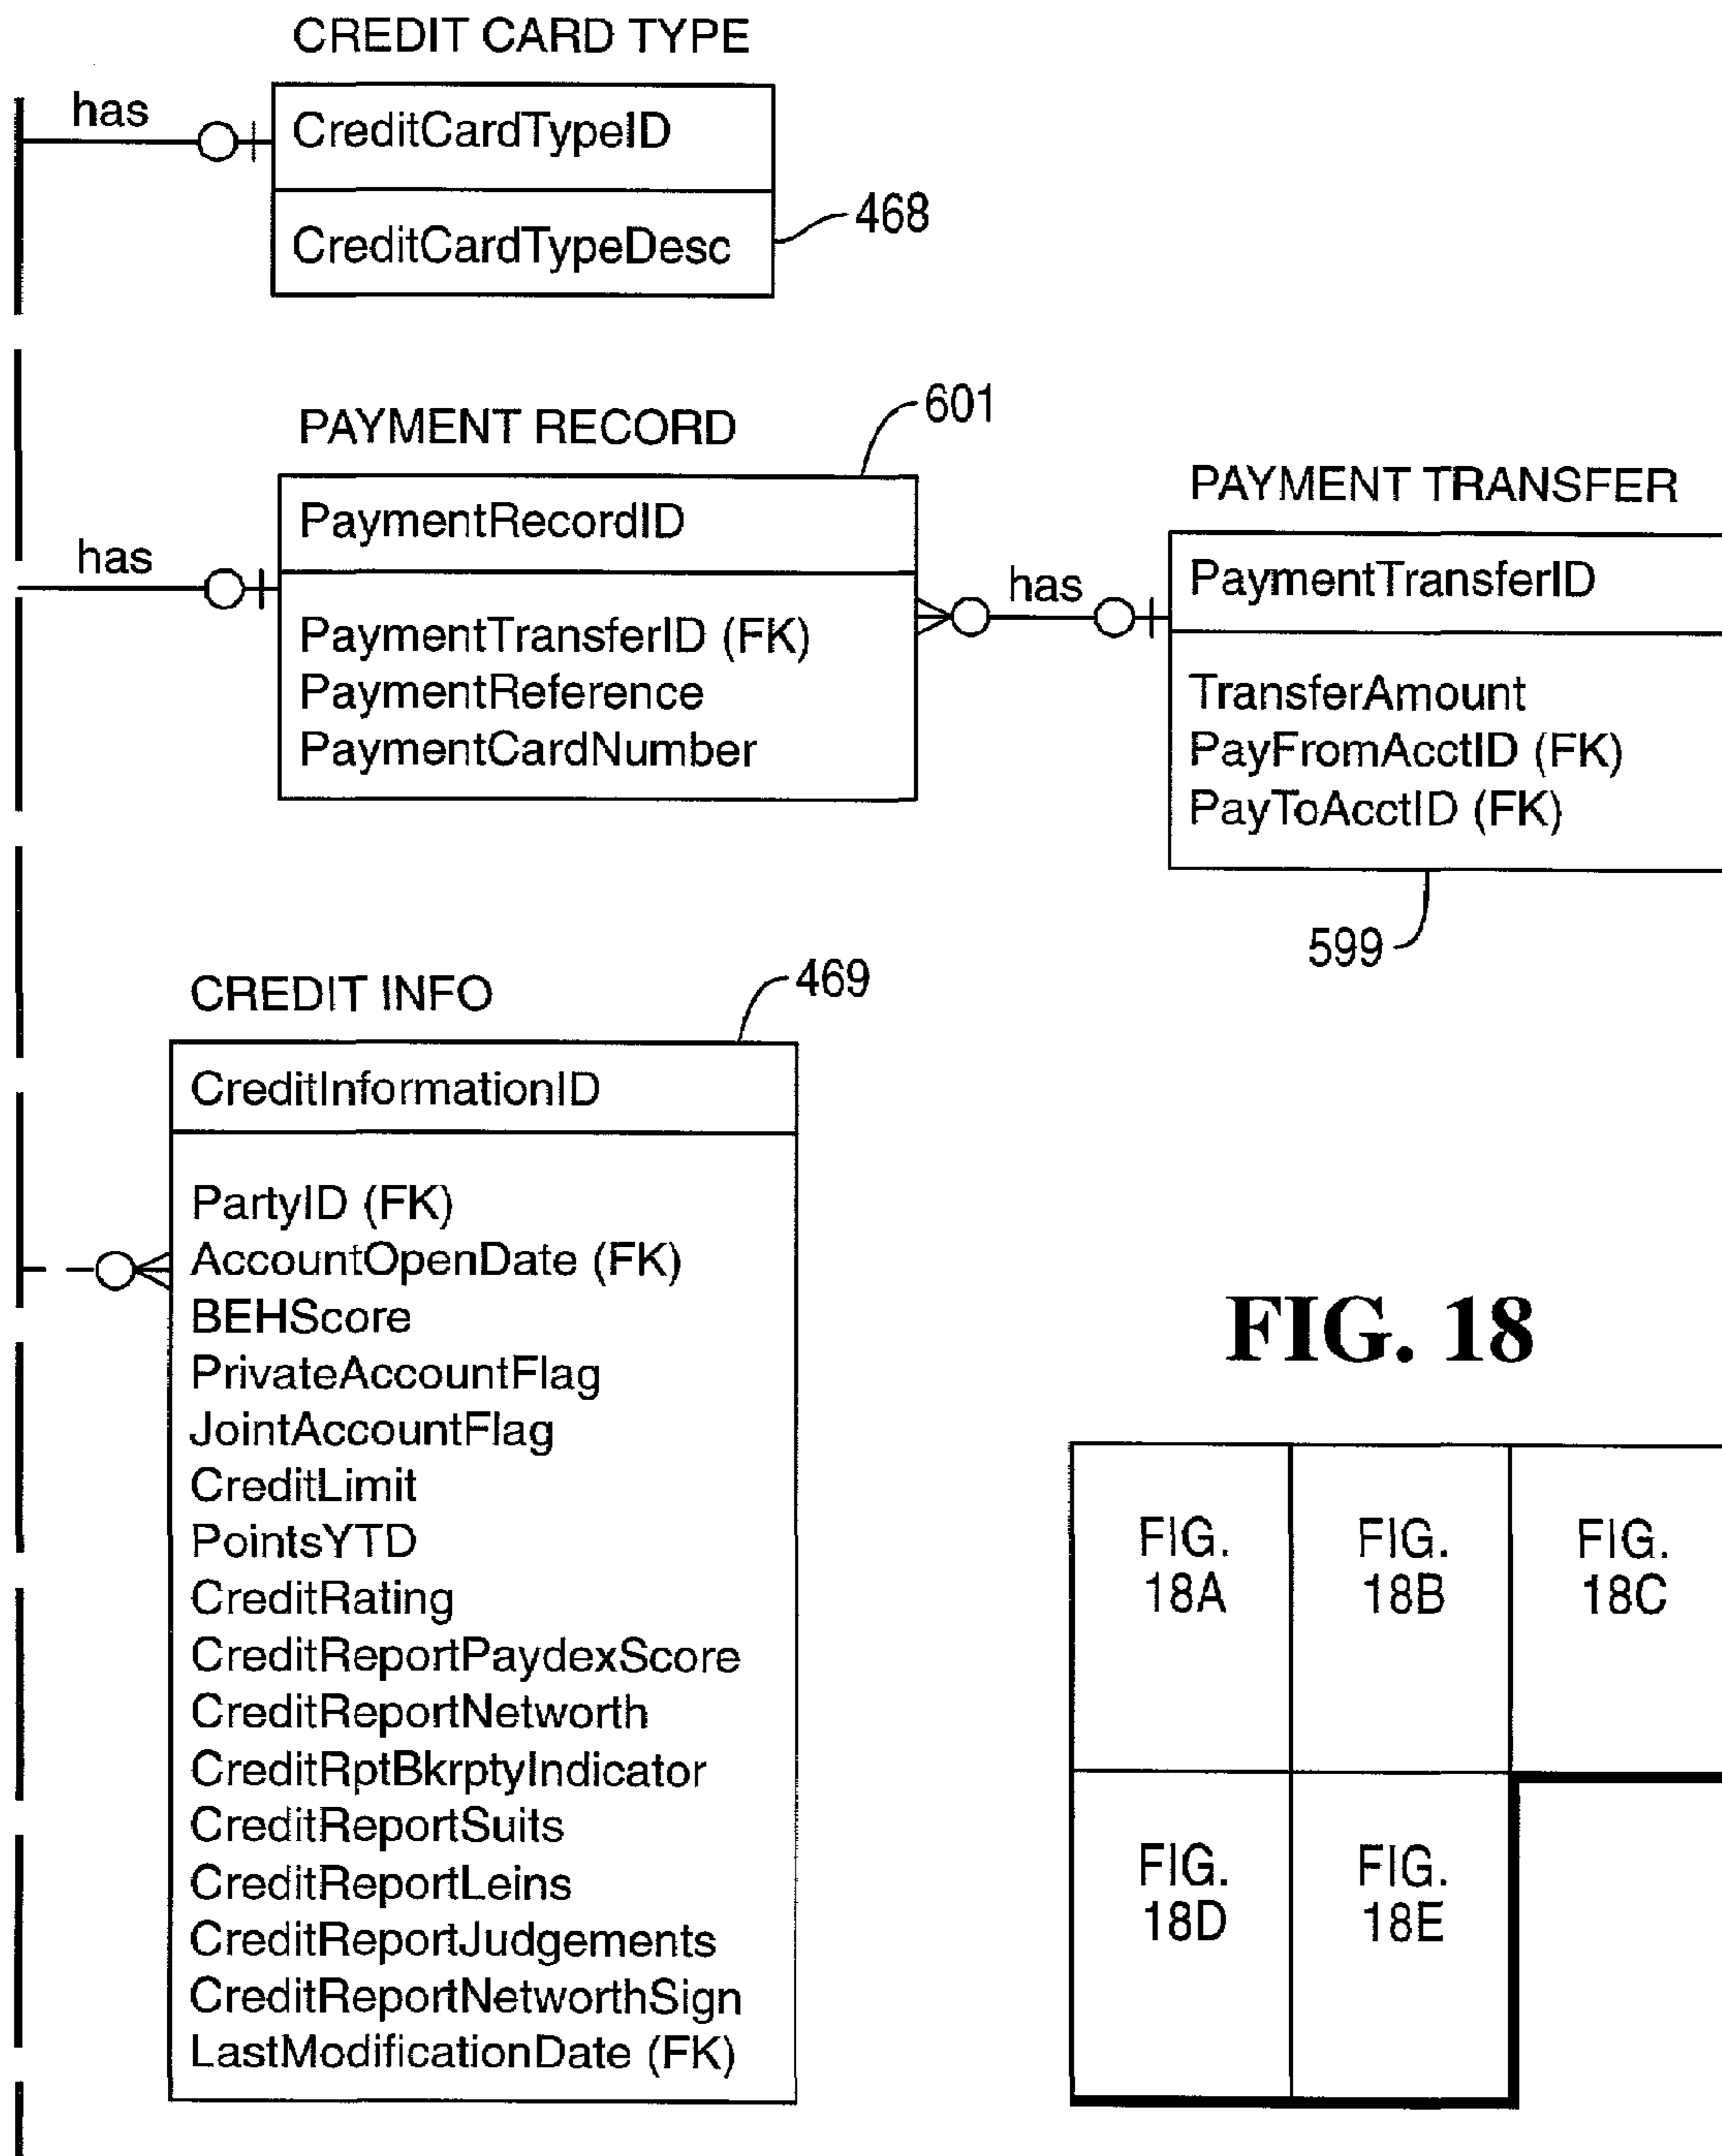 CREDIT CARD TYPE
has
CreditCardTypeID
CreditCardTypeDesc
468
601
PAYMENT RECORD
has
PaymentRecordID
PaymentTransferID (FK)
PaymentReference
PaymentCardNumber
has
PAYMENT TRANSFER
PaymentTransferID
TransferAmount
PayFromAcctID (FK)
PayToAcctID (FK)
599
CREDIT INFO
469
CreditInformationID
PartyID (FK)
AccountOpenDate (FK)
BEHScore
PrivateAccountFlag
JointAccountFlag
CreditLimit
PointsYTD
CreditRating
CreditReportPaydexScore
CreditReportNetworth
CreditRptBkrptyIndicator
CreditReportSuits
CreditReportLeins
CreditReportJudgements
CreditReportNetworthSign
LastModificationDate (FK)
FIG. 18
FIG.
18A
FIG.
18B
FIG.
18C
FIG.
18D
FIG.
18E